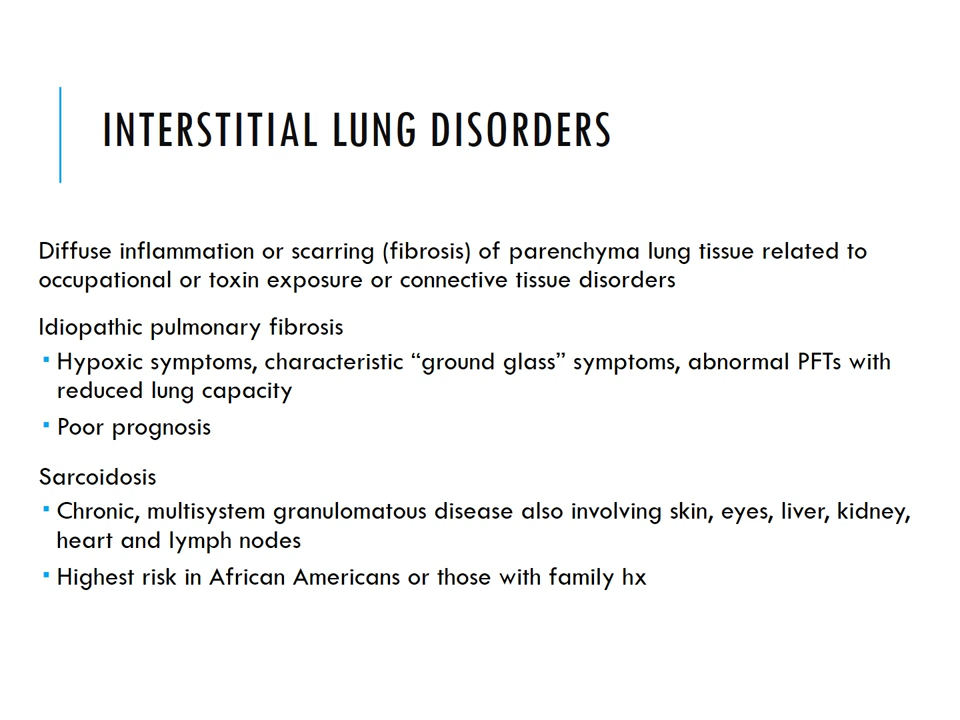 INTERSTITIAL LUNG DISORDERS
Diffuse inflammation or scarring (fibrosis) of parenchyma lung tissue related to
occupational or toxin exposure or connective tissue disorders
Idiopathic pulmonary fibrosis
▪ Hypoxic symptoms, characteristic “ground glass” symptoms, abnormal PFTs with
reduced lung capacity
▪ Poor prognosis
Sarcoidosis
▪ Chronic, multisystem granulomatous disease also involving skin, eyes, liver, kidney,
heart and lymph nodes
▪ Highest risk in African Americans or those with family hx